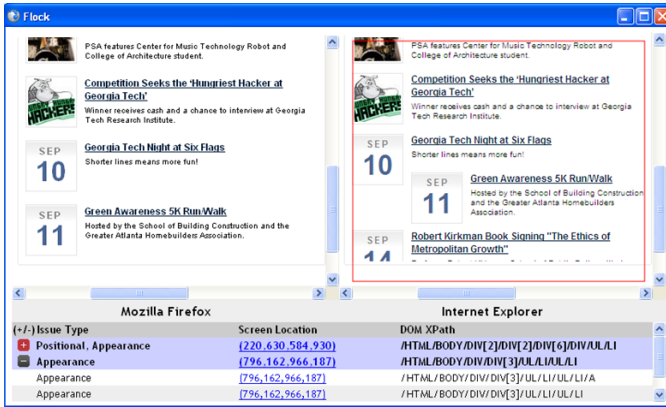 Flock
PSA features Center for Music Technology Robot and
College of Architecture student.
Competition Seeks the 'Hungriest Hacker at
Georgia Tech'
Winner receives cash and a chance to interview at Georgia
Tech Research Institute.
HACKERS
SEP
10
Georgia Tech Night at Six Flags
Shorter lines means more fun!
SEP
11
Green Awareness 5K Run/Walk
Hosted by the School of Building Construction and the
Greater Atlanta Homebuilders Association.
PSA features Center for Music Technology Robot and
College of Architecture student.
Competition Seeks the 'Hungriest Hacker at
Georgia Tech'
Winner receives cash and a chance to interview at Georgia
Tech Research Institute.
HACKERS
SEP
10
Georgia Tech Night at Six Flags
Shorter lines means more fun!
SEP
11
Green Awareness 5K Run/Walk
Hosted by the School of Building Construction
and the Greater Atlanta Homebuilders
Association.
SEP
14
Robert Kirkman Book Signing "The Ethics of
Metropolitan Growth"
Mozilla Firefox Internet Explorer
(+/-) Issue Type Screen Location DOM XPath
Positional, Appearance (220,630,584,930) /HTML/BODY/DIV[2]/DIV[2]/DIV[6]/DIV/UL/LI
Appearance (796,162,966,187) /HTML/BODY/DIV/DIV[3]/UL/LI/UL/LI
Appearance (796,162,966,187) /HTML/BODY/DIV/DIV[3]/UL/LI/UL/LI/A
Appearance (796,162,966,187) /HTML/BODY/DIV/DIV[3]/UL/LI/UL/LI